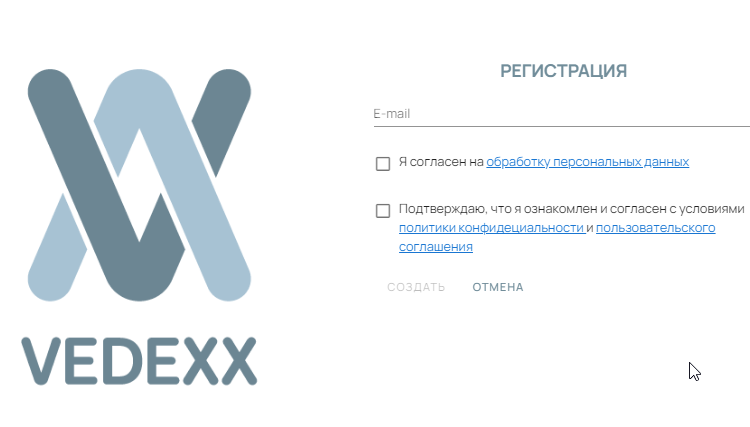 РЕГИСТРАЦИЯ
E-mail
Я согласен на обработку персональных данных
Подтверждаю, что я ознакомлен и согласен с условиями
политики конфидециальности и пользовательского
соглашения
СОЗДАТЬ ОТМЕНА
VEDEXX